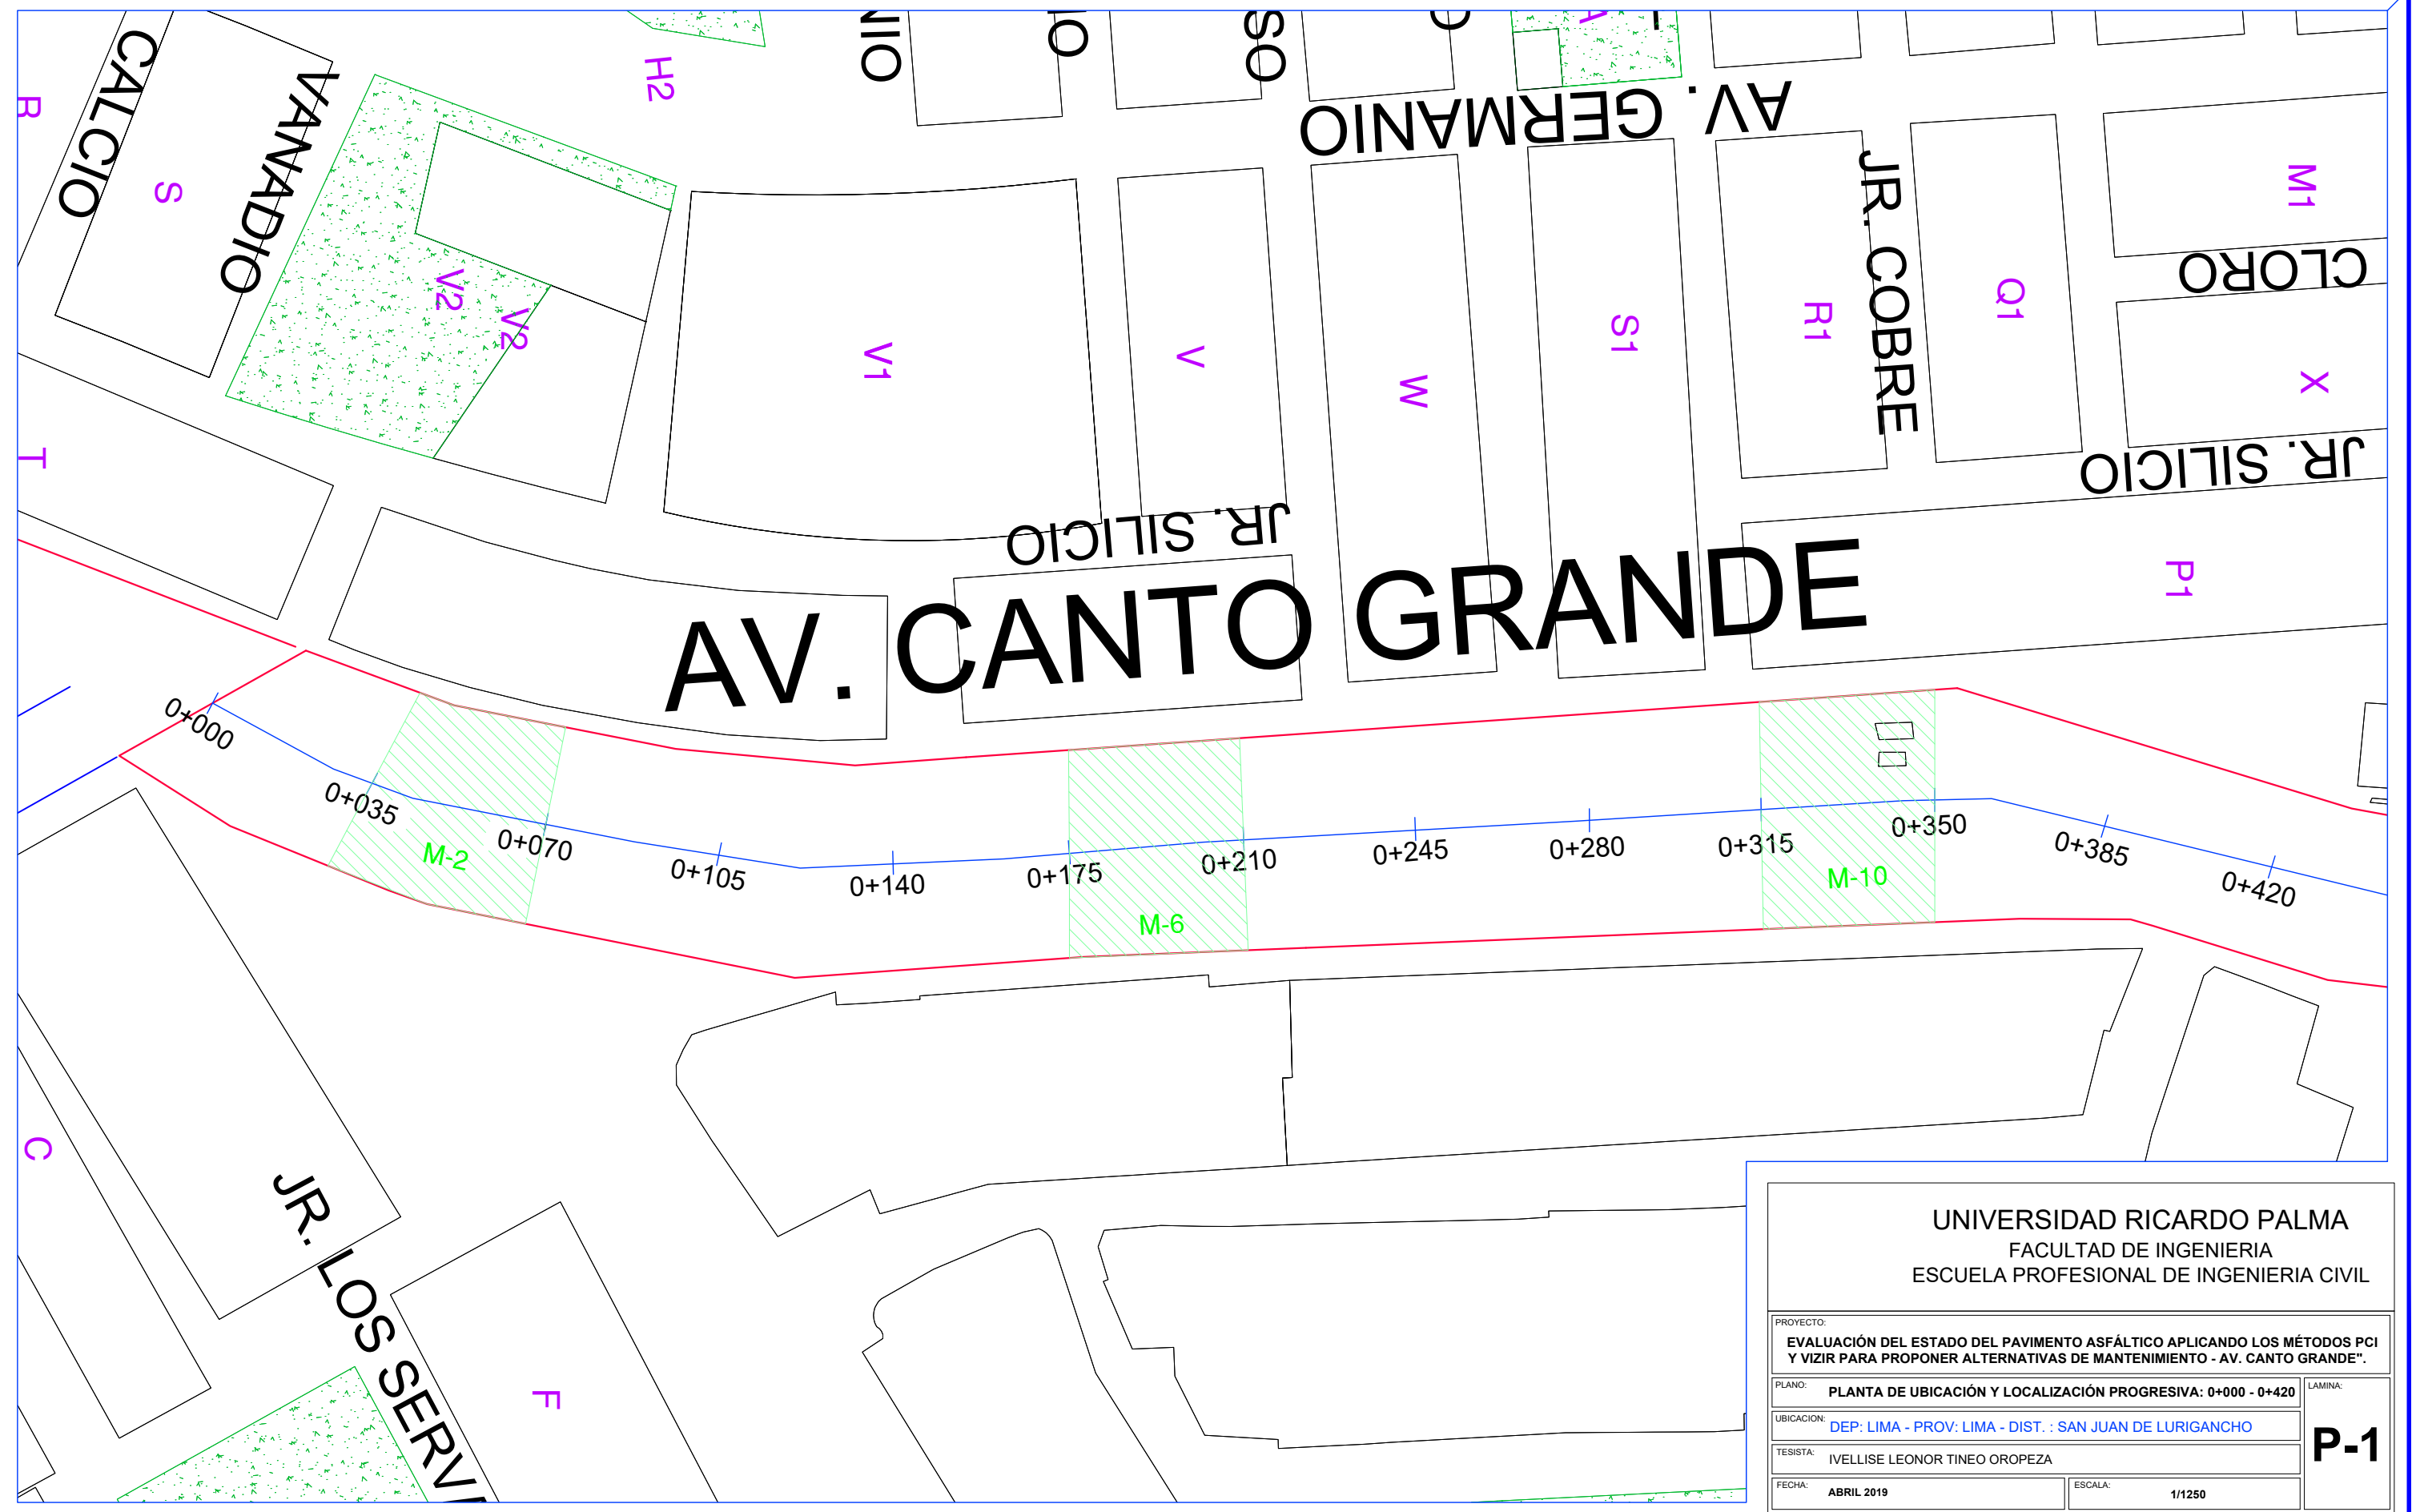 CALCIO
VANADIO
H2
NIO
IO
SO
O
A
L
AV. GERMANIO
B
S
M1
JR. COBRE
CLORO
V2
V2
Q1
V1
V
W
S1
R1
X
T
JR. SILICIO
JR. SILICIO
AV. CANTO GRANDE
P1
0+000
0+035
0+070
0+105
0+140
0+175
0+210
0+245
0+280
0+315
0+350
0+385
0+420
M-2
M-6
M-10
C
JR. LOS SERV
F
UNIVERSIDAD RICARDO PALMA
FACULTAD DE INGENIERIA
ESCUELA PROFESIONAL DE INGENIERIA CIVIL
PROYECTO:
EVALUACIÓN DEL ESTADO DEL PAVIMENTO ASFÁLTICO APLICANDO LOS MÉTODOS PCI
Y VIZIR PARA PROPONER ALTERNATIVAS DE MANTENIMIENTO - AV. CANTO GRANDE".
PLANO: PLANTA DE UBICACIÓN Y LOCALIZACIÓN PROGRESIVA: 0+000 - 0+420
LAMINA:
P-1
UBICACION: DEP: LIMA - PROV: LIMA - DIST. : SAN JUAN DE LURIGANCHO
TESISTA: IVELLISE LEONOR TINEO OROPEZA
FECHA: ABRIL 2019
ESCALA: 1/1250